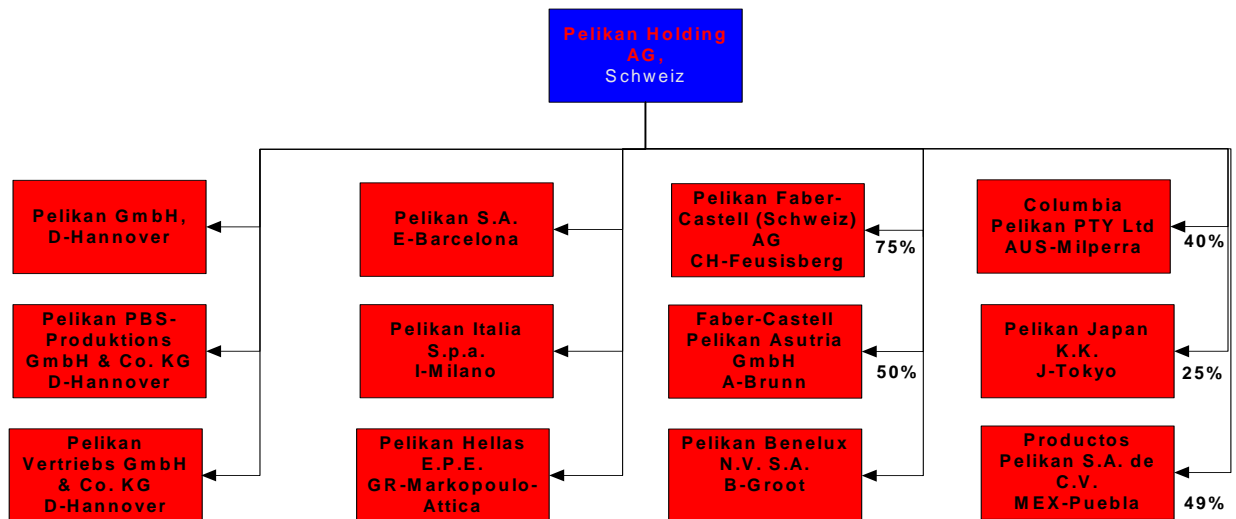 Pelikan Holding
AG,
Schweiz
Pelikan GmbH,
D-Hannover
Pelikan S.A.
E-Barcelona
Pelikan Faber-
Castell (Schweiz)
AG
CH-Feusisberg
75%
Columbia
Pelikan PTY Ltd
AUS-Milperra
40%
Pelikan PBS-
Produktions
GmbH & Co. KG
D-Hannover
Pelikan Italia
S.p.a.
I-Milano
Faber-Castell
Pelikan Asutria
GmbH
A-Brunn
50%
Pelikan Japan
K.K.
J-Tokyo
25%
Pelikan
Vertriebs GmbH
& Co. KG
D-Hannover
Pelikan Hellas
E.P.E.
GR-Markopoulo-
Attica
Pelikan Benelux
N.V. S.A.
B-Groot
Productos
Pelikan S.A. de
C.V.
MEX-Puebla
49%